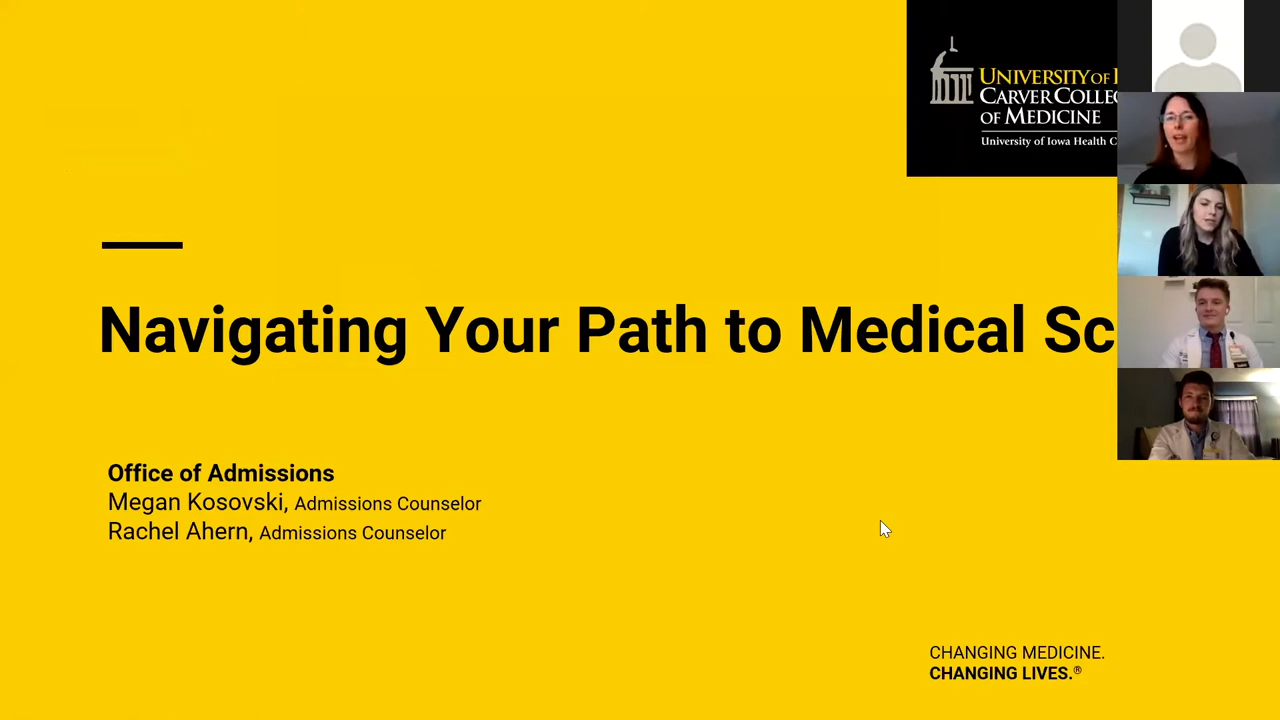 UNIVERSITY OF I
CARVER COLLEG
OF MEDICINE
University of Iowa Health C
Navigating Your Path to Medical Sc
Office of Admissions
Megan Kosovski, Admissions Counselor
Rachel Ahern, Admissions Counselor
CHANGING MEDICINE.
CHANGING LIVES.®